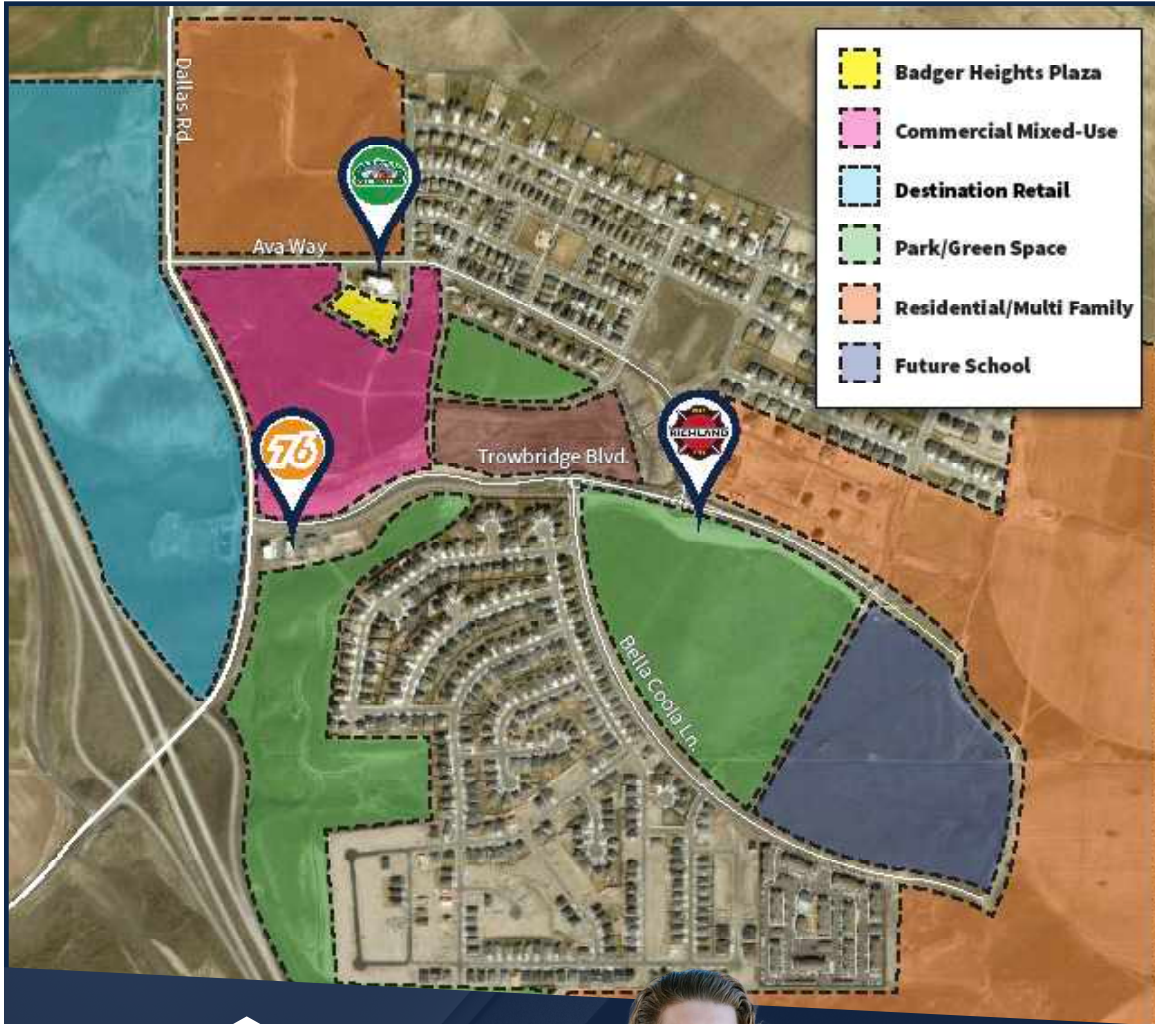 Badger Heights Plaza
Commercial Mixed-Use
Destination Retail
Park/Green Space
Residential/Multi Family
Future School
Dallas Rd.
Ava Way
76
RICHLAND
Trowbridge Blvd.
Bella Coola Ln.